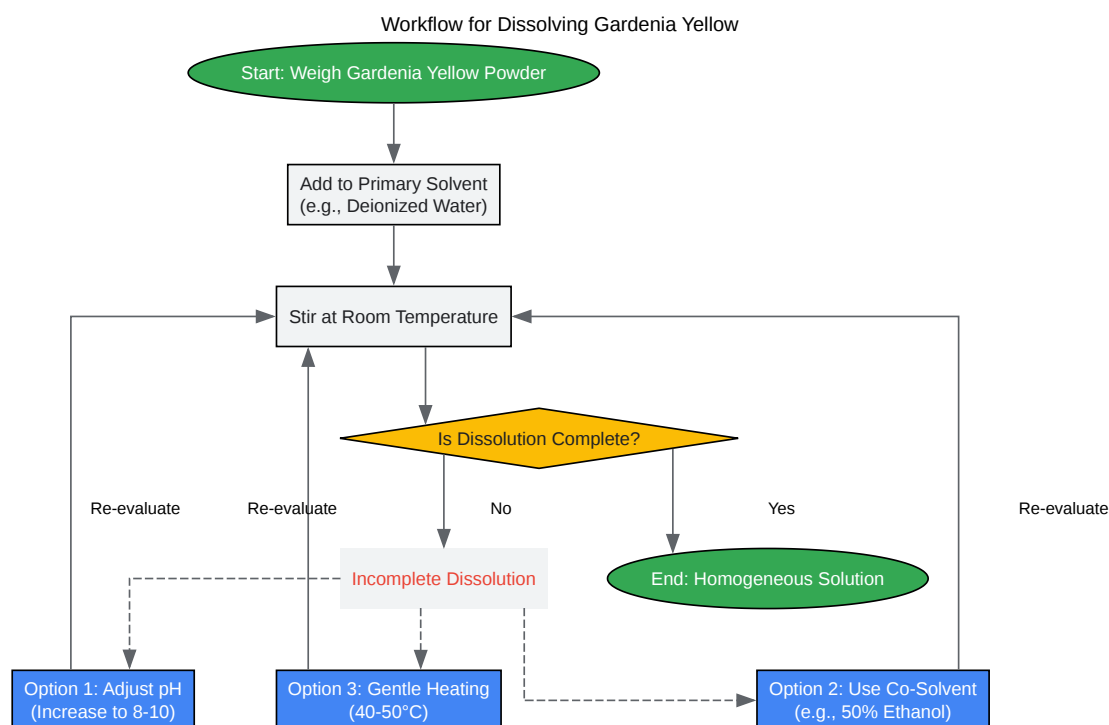 Workflow for Dissolving Gardenia Yellow
Start: Weigh Gardenia Yellow Powder
Add to Primary Solvent
(e.g., Deionized Water)
Stir at Room Temperature
Is Dissolution Complete?
Re-evaluate
Re-evaluate
No
Yes
Re-evaluate
Incomplete Dissolution
End: Homogeneous Solution
Option 1: Adjust pH
(Increase to 8-10)
Option 3: Gentle Heating
(40-50°C)
Option 2: Use Co-Solvent
(e.g., 50% Ethanol)